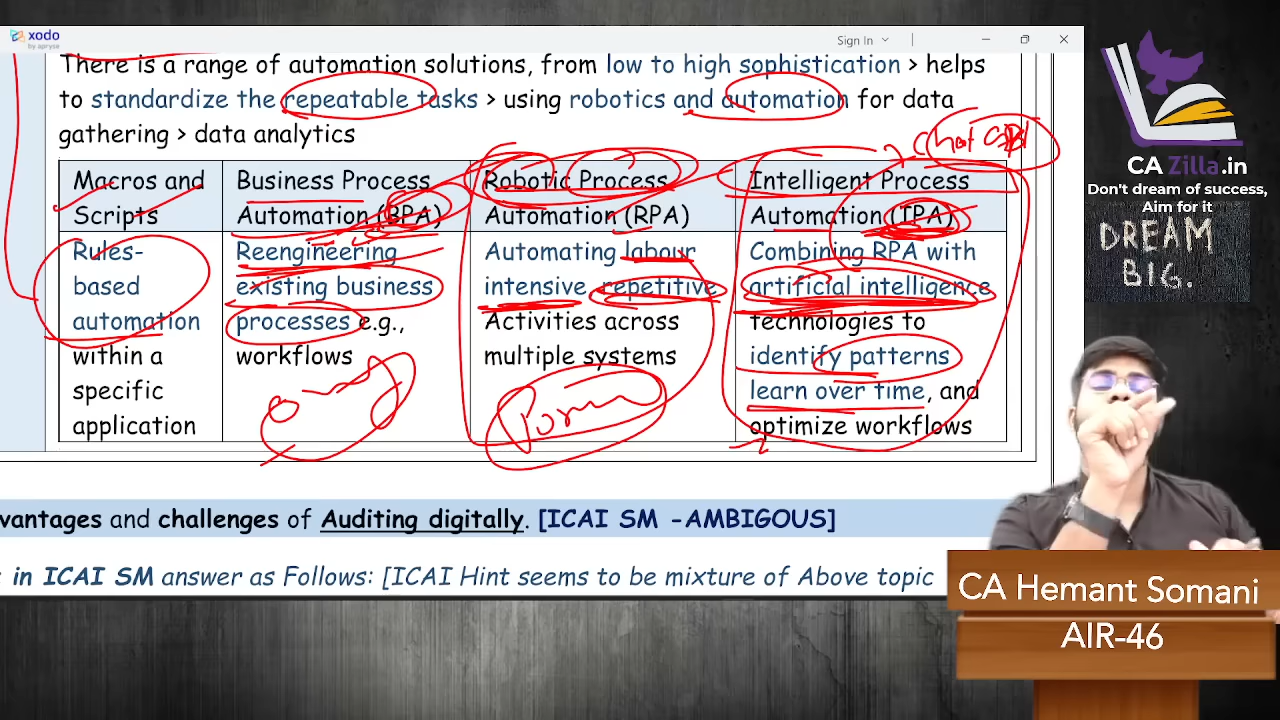 xodo
by apryse
Sign In
There is a range of automation solutions, from low to high sophistication > helps
to standardize the repeatable tasks > using robotics and automation for data
gathering > data analytics
Macros and
Scripts
Business Process
Automation (BPA)
Robotic Process
Automation (RPA)
Intelligent Process
Automation (IPA)
Rules-
based
automation
within a
specific
application
Reengineering
existing business
processes e.g.,
workflows
Automating labour
intensive repetitive
Activities across
multiple systems
Combining RPA with
artificial intelligence
technologies to
identify patterns
learn over time, and
optimize workflows
vantages and challenges of Auditing digitally. [ICAI SM -AMBIGOUS]
in ICAI SM answer as Follows: [ICAI Hint seems to be mixture of Above topic
CA Zilla.in
Don't dream of success,
Aim for it
DREAM
BIG.
CA Hemant Somani
AIR-46